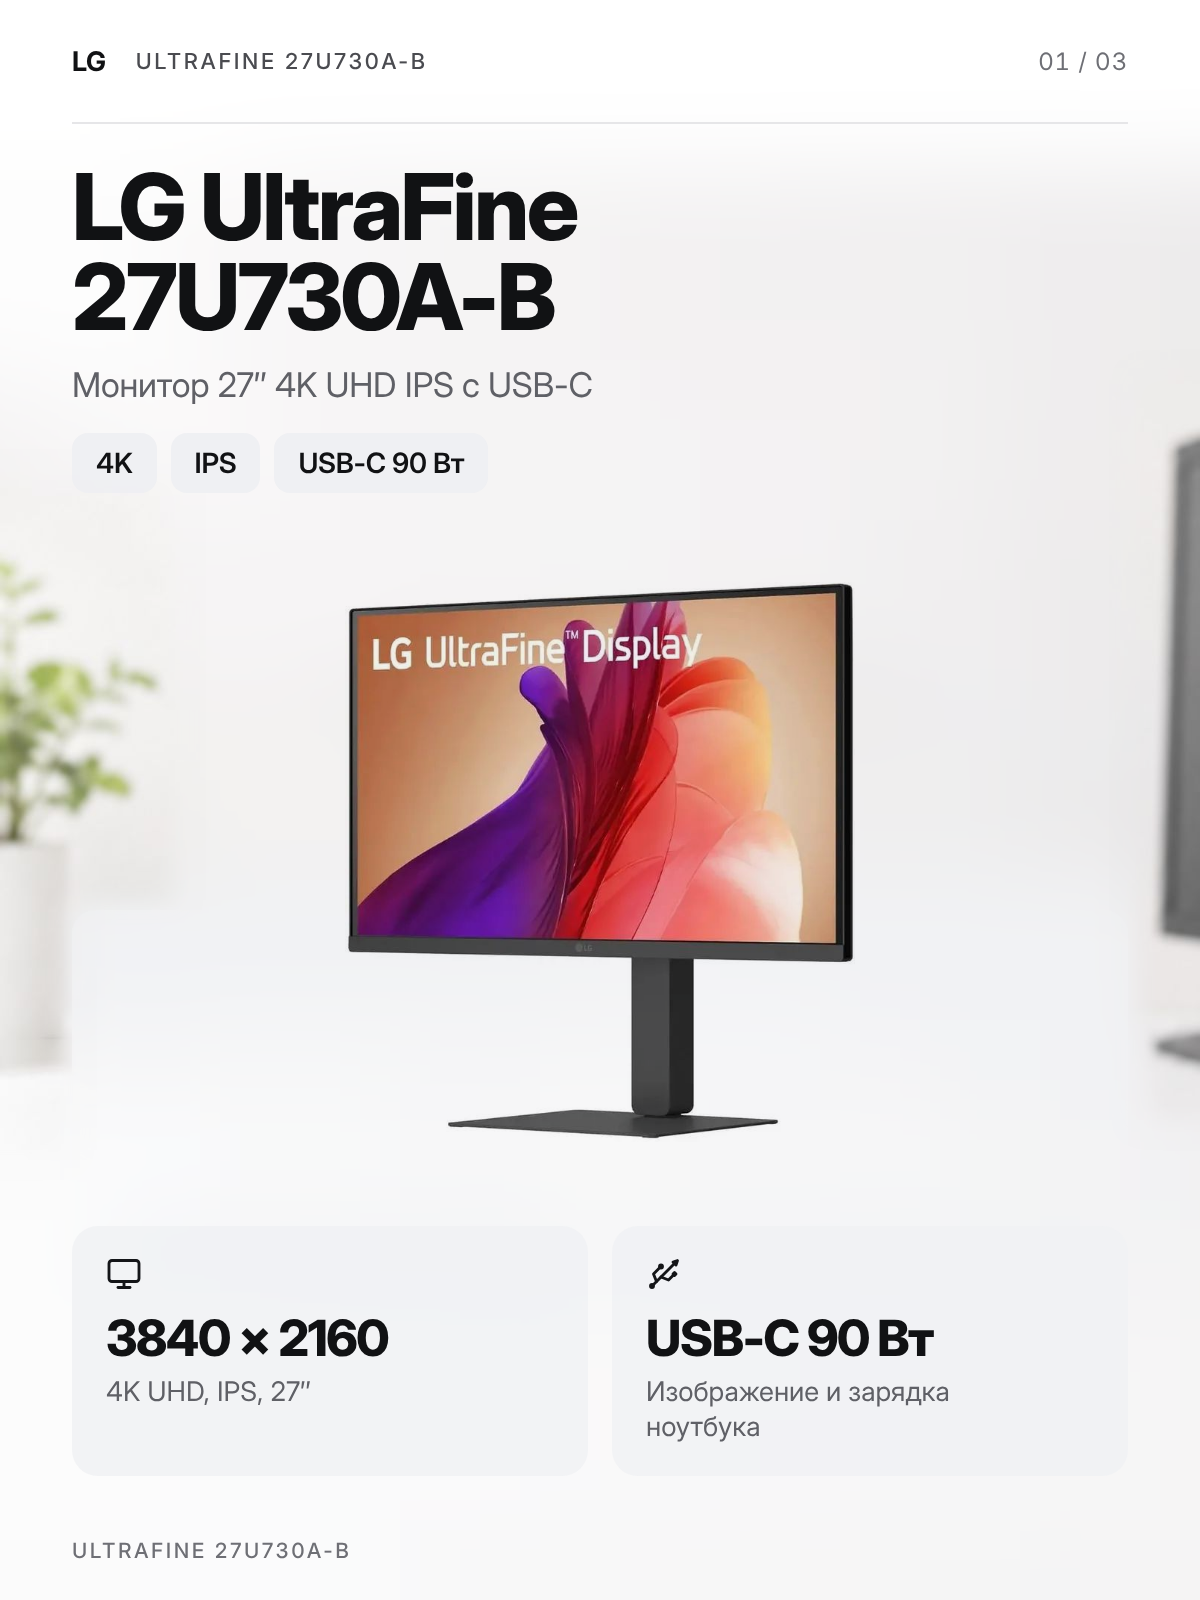 LG ULTRAFINE 27U730A-B 01 / 03
LG UltraFine
27U730A-B
Монитор 27″ 4K UHD IPS с USB-C
4K IPS USB-C 90 Вт
LG UltraFine™ Display
LG
3840 × 2160
4K UHD, IPS, 27″
USB-C 90 Вт
Изображение и зарядка
ноутбука
ULTRAFINE 27U730A-B